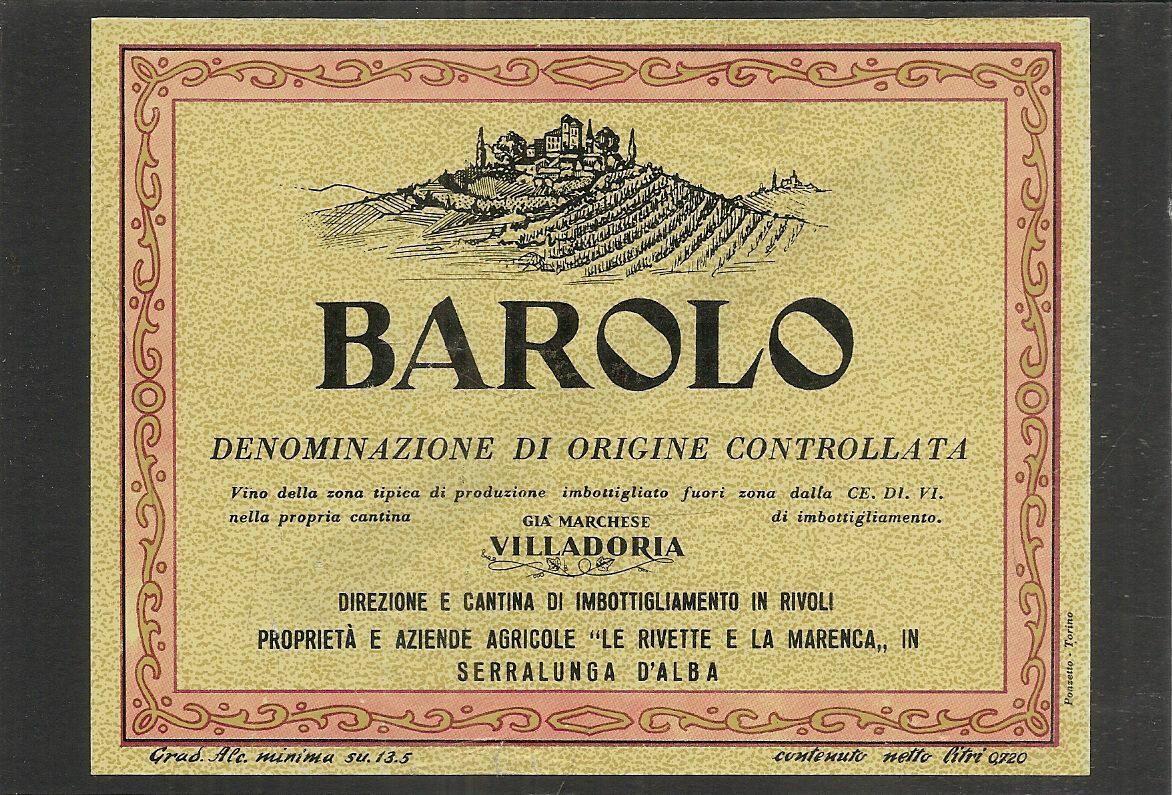 BAROLO
DENOMINAZIONE DI ORIGINE CONTROLLATA
Vino della zona tipica di produzione imbottigliato fuori zona dalla CE. DI. VI.
nella propria cantina GIÀ MARCHESE di imbottigliamento.
VILLADORIA
DIREZIONE E CANTINA DI IMBOTTIGLIAMENTO IN RIVOLI
PROPRIETÀ E AZIENDE AGRICOLE "LE RIVETTE E LA MARENCA„ IN
SERRALUNGA D'ALBA
Ponzetto - Torino
Grad. Alc. minima su. 13.5 contenuto netto litri 0,720